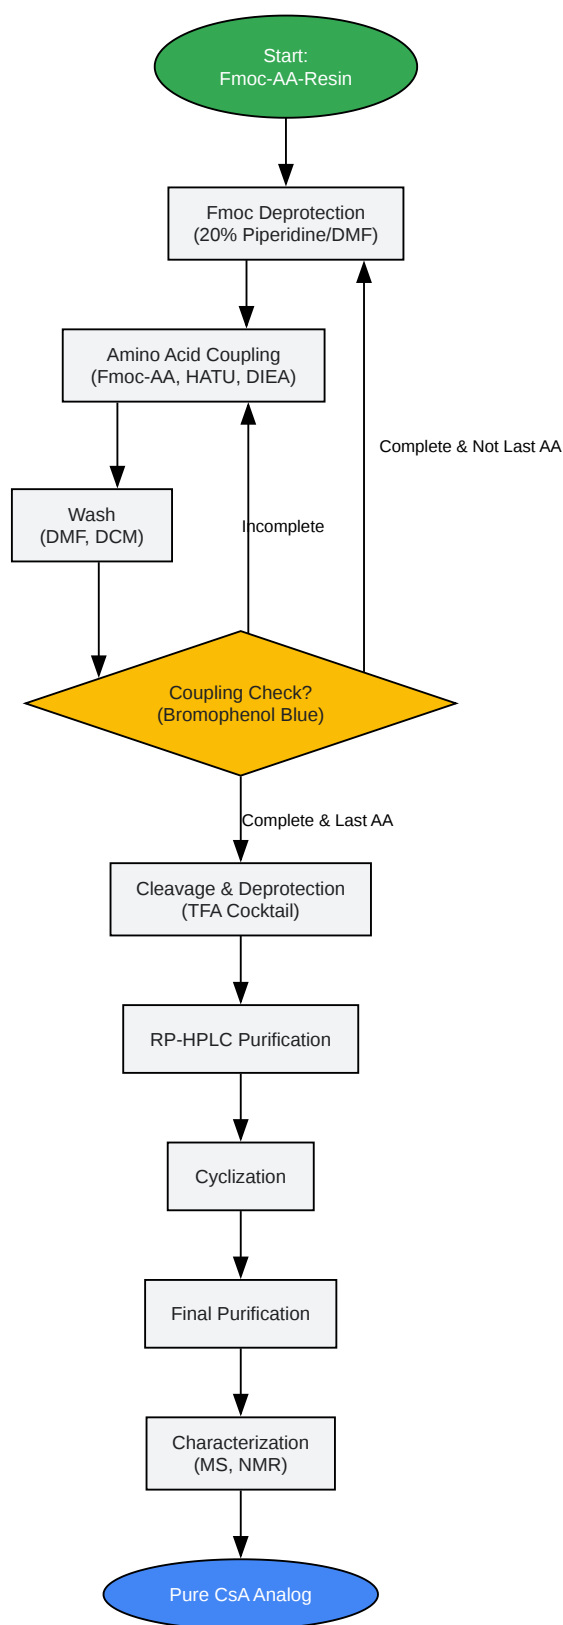 Start:
Fmoc-AA-Resin
Fmoc Deprotection
(20% Piperidine/DMF)
Amino Acid Coupling
(Fmoc-AA, HATU, DIEA)
Complete & Not Last AA
Wash
(DMF, DCM)
Incomplete
Coupling Check?
(Bromophenol Blue)
Complete & Last AA
Cleavage & Deprotection
(TFA Cocktail)
RP-HPLC Purification
Cyclization
Final Purification
Characterization
(MS, NMR)
Pure CsA Analog